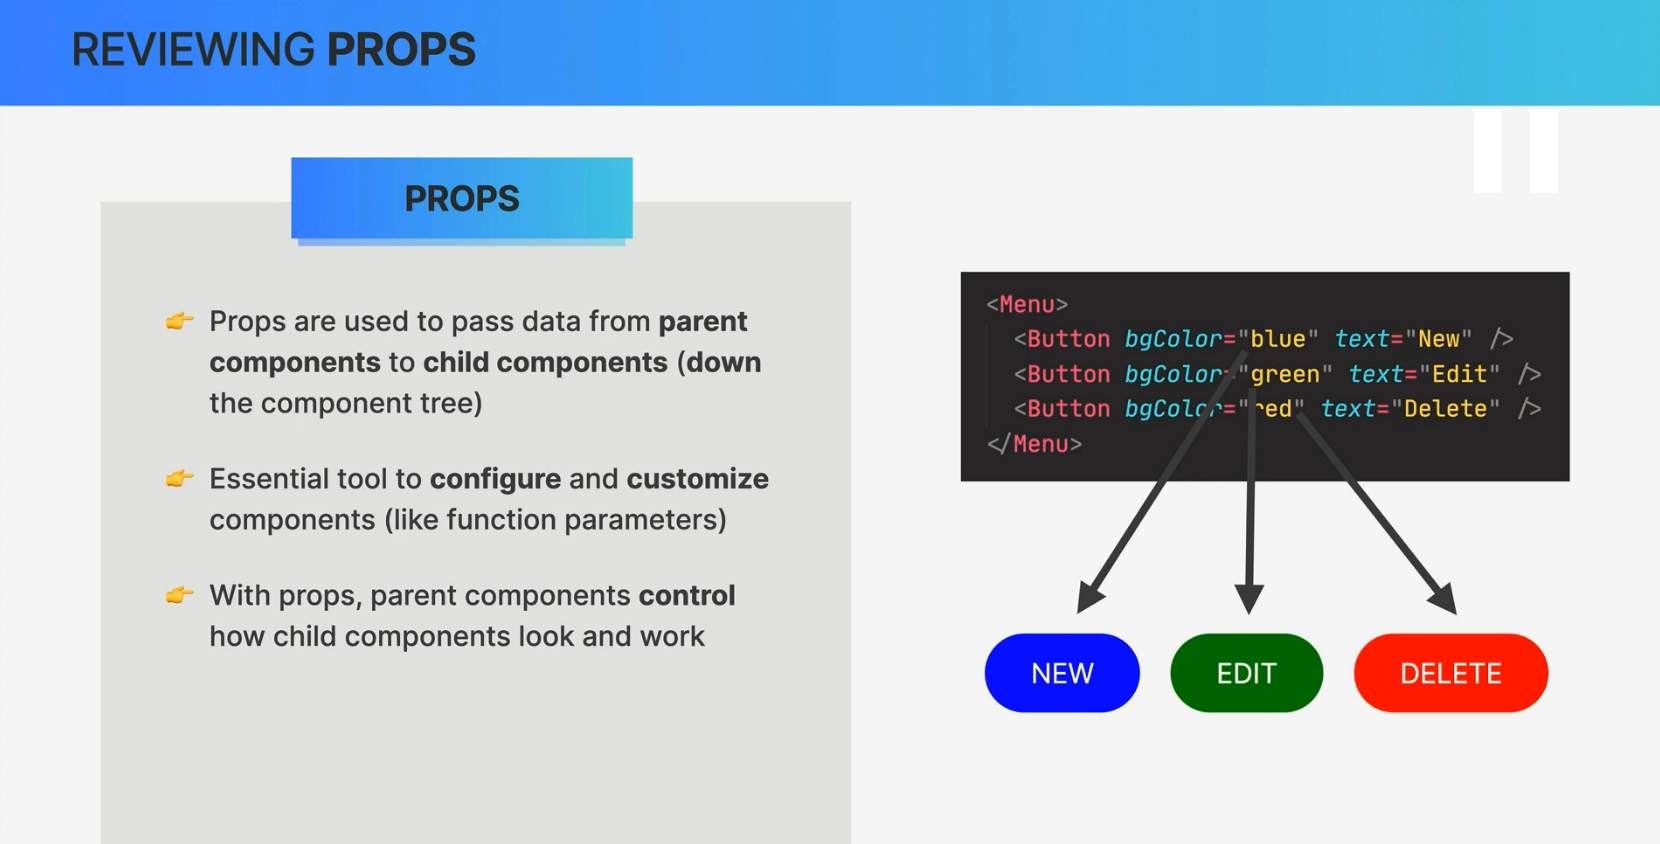 REVIEWING PROPS
PROPS
👉 Props are used to pass data from parent
components to child components (down
the component tree)
👉 Essential tool to configure and customize
components (like function parameters)
👉 With props, parent components control
how child components look and work
<Menu>
  <Button bgColor="blue" text="New" />
  <Button bgColor="green" text="Edit" />
  <Button bgColor="red" text="Delete" />
</Menu>
NEW
EDIT
DELETE